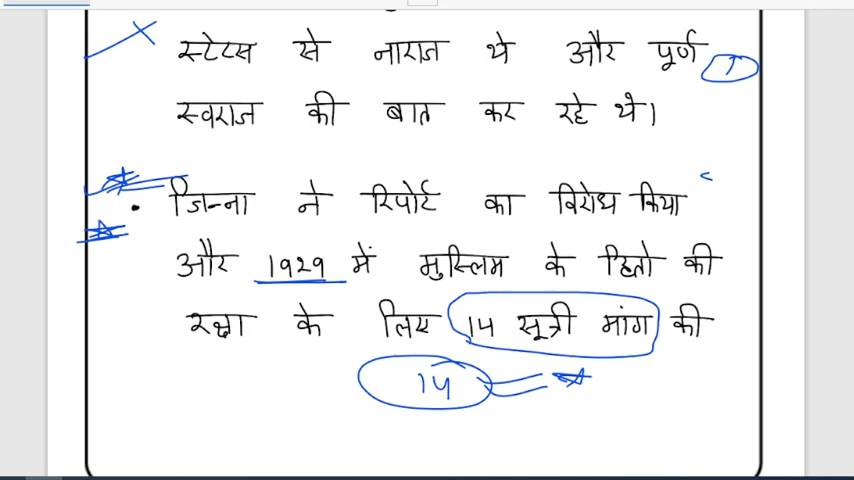 स्टेटस से नाराज थे और पूर्ण
स्वराज की बात कर रहे थे।
• जिन्ना ने रिपोर्ट का विरोध किया
और 1929 में मुस्लिम के हितो की
रक्षा के लिए 14 सूत्री मांग की
14